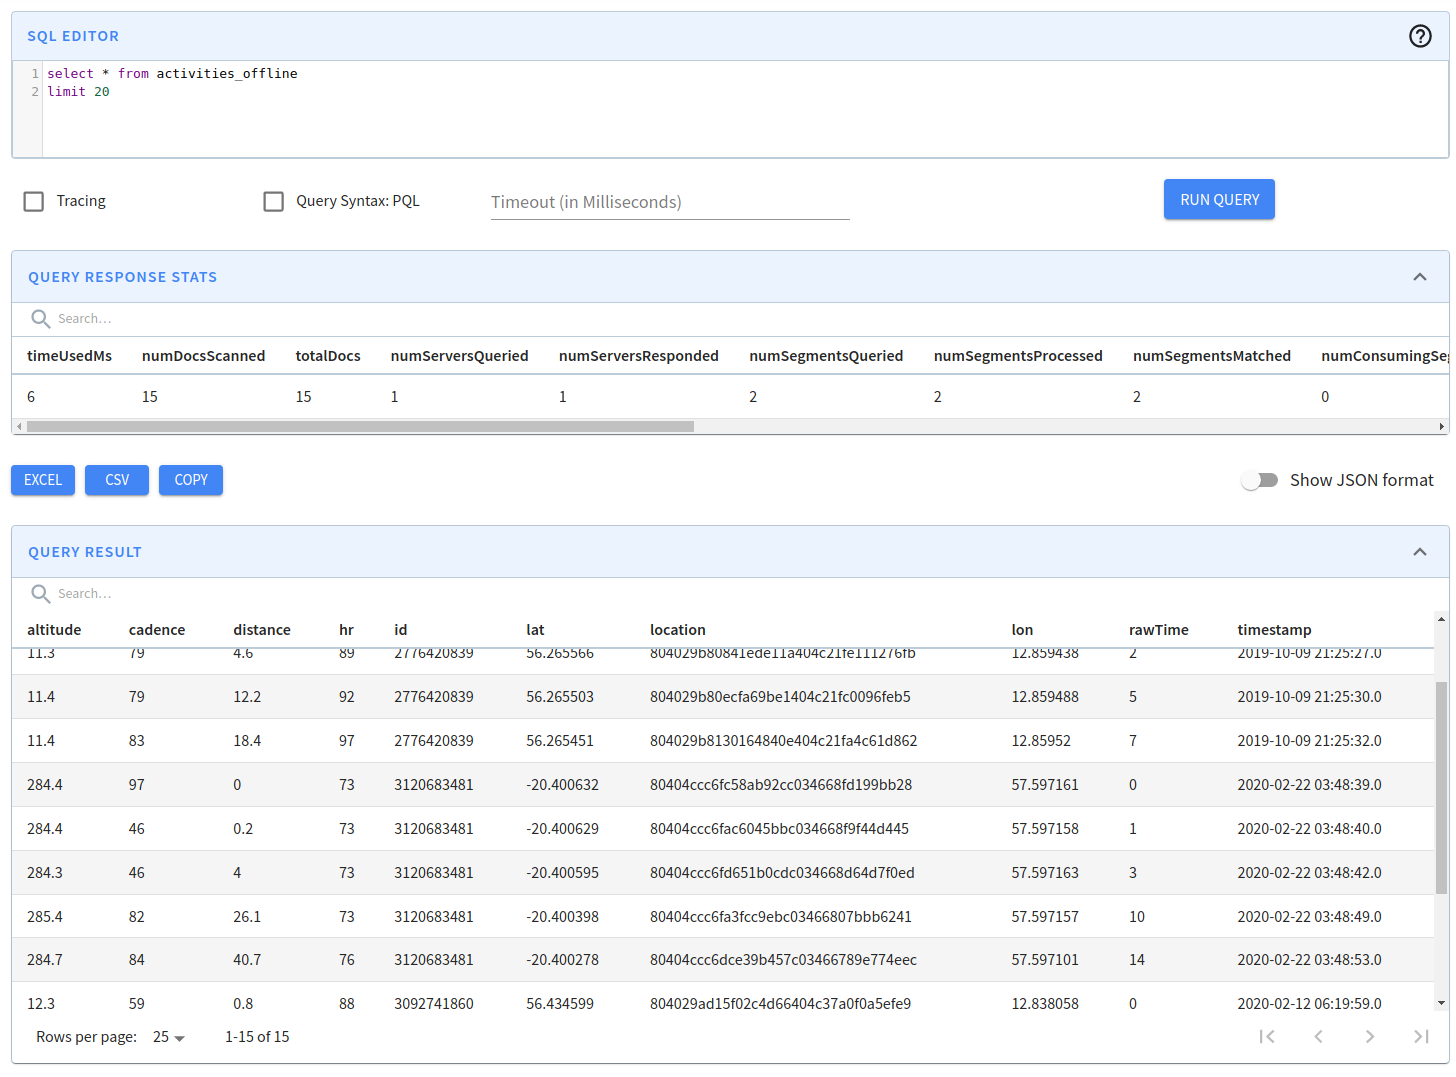 SQL EDITOR
1 select * from activities_offline
2 limit 20
Tracing Query Syntax: PQL Timeout (in Milliseconds) RUN QUERY
QUERY RESPONSE STATS
Search...
timeUsedMs numDocsScanned totalDocs numServersQueried numServersResponded numSegmentsQueried numSegmentsProcessed numSegmentsMatched numConsumingSeg
6 15 15 1 1 2 2 2 0
EXCEL CSV COPY Show JSON format
QUERY RESULT
Search...
altitude cadence distance hr id lat location lon rawTime timestamp
11.3 79 4.6 89 2776420839 56.265566 804029b80841ede11a404c21fe111276fb 12.859438 2 2019-10-09 21:25:27.0
11.4 79 12.2 92 2776420839 56.265503 804029b80ecfa69be1404c21fc0096feb5 12.859488 5 2019-10-09 21:25:30.0
11.4 83 18.4 97 2776420839 56.265451 804029b8130164840e404c21fa4c61d862 12.85952 7 2019-10-09 21:25:32.0
284.4 97 0 73 3120683481 -20.400632 80404ccc6fc58ab92cc034668fd199bb28 57.597161 0 2020-02-22 03:48:39.0
284.4 46 0.2 73 3120683481 -20.400629 80404ccc6fac6045bbc034668f9f44d445 57.597158 1 2020-02-22 03:48:40.0
284.3 46 4 73 3120683481 -20.400595 80404ccc6fd651b0cdc034668d64d7f0ed 57.597163 3 2020-02-22 03:48:42.0
285.4 82 26.1 73 3120683481 -20.400398 80404ccc6fa3fcc9ebc03466807bbb6241 57.597157 10 2020-02-22 03:48:49.0
284.7 84 40.7 76 3120683481 -20.400278 80404ccc6dce39b457c03466789e774eec 57.597101 14 2020-02-22 03:48:53.0
12.3 59 0.8 88 3092741860 56.434599 804029ad15f02c4d66404c37a0f0a5efe9 12.838058 0 2020-02-12 06:19:59.0
Rows per page: 25 1-15 of 15